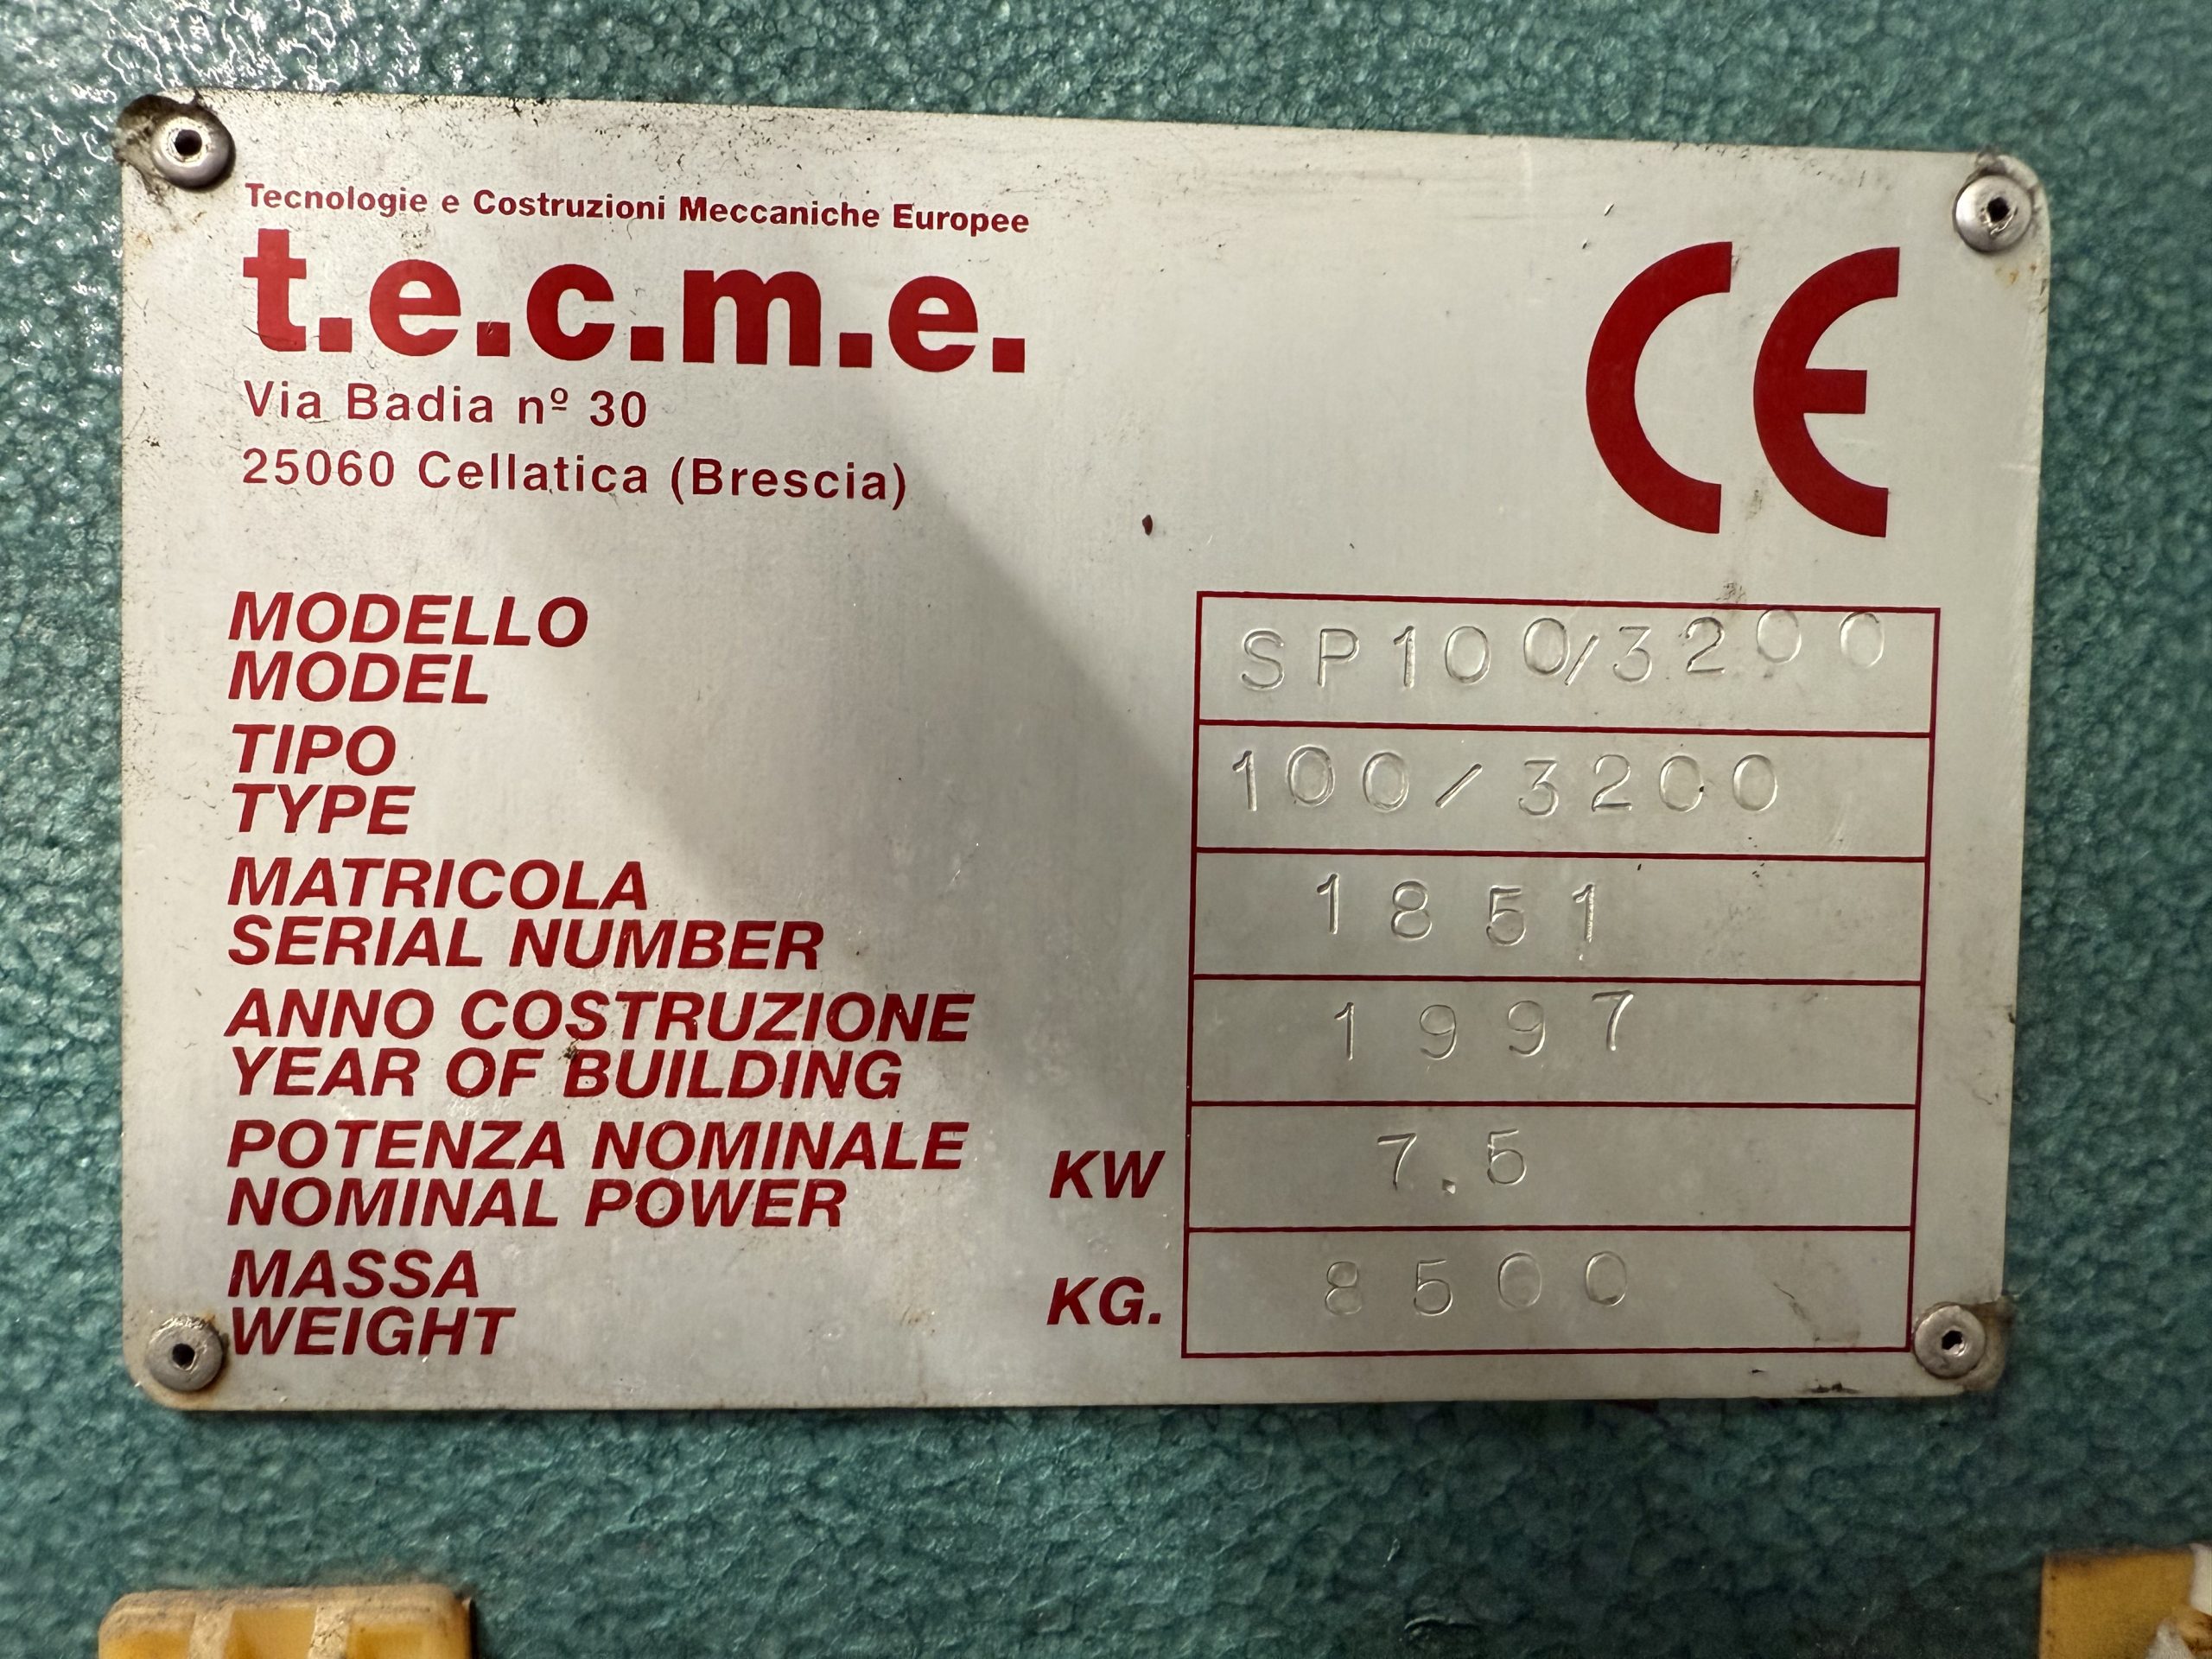 Tecnologie e Costruzioni Meccaniche Europee
t.e.c.m.e.
Via Badia nº 30
25060 Cellatica (Brescia)
CE
MODELLO
MODEL
SP100/3200
TIPO
TYPE
100/3200
MATRICOLA
SERIAL NUMBER
1851
ANNO COSTRUZIONE
YEAR OF BUILDING
1997
POTENZA NOMINALE
NOMINAL POWER
KW
7.5
MASSA
WEIGHT
KG.
8500